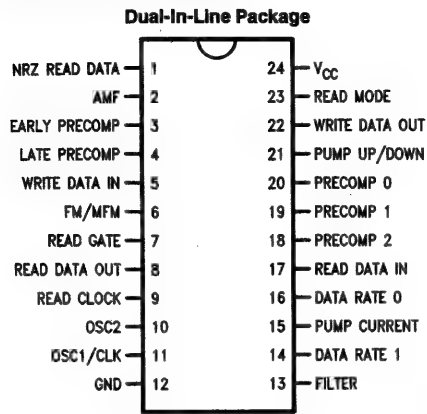 Dual-In-Line Package
NRZ READ DATA 1 24 VCC
AMF 2 23 READ MODE
EARLY PRECOMP 3 22 WRITE DATA OUT
LATE PRECOMP 4 21 PUMP UP/DOWN
WRITE DATA IN 5 20 PRECOMP 0
FM/MFM 6 19 PRECOMP 1
READ GATE 7 18 PRECOMP 2
READ DATA OUT 8 17 READ DATA IN
READ CLOCK 9 16 DATA RATE 0
OSC2 10 15 PUMP CURRENT
OSC1/CLK 11 14 DATA RATE 1
GND 12 13 FILTER